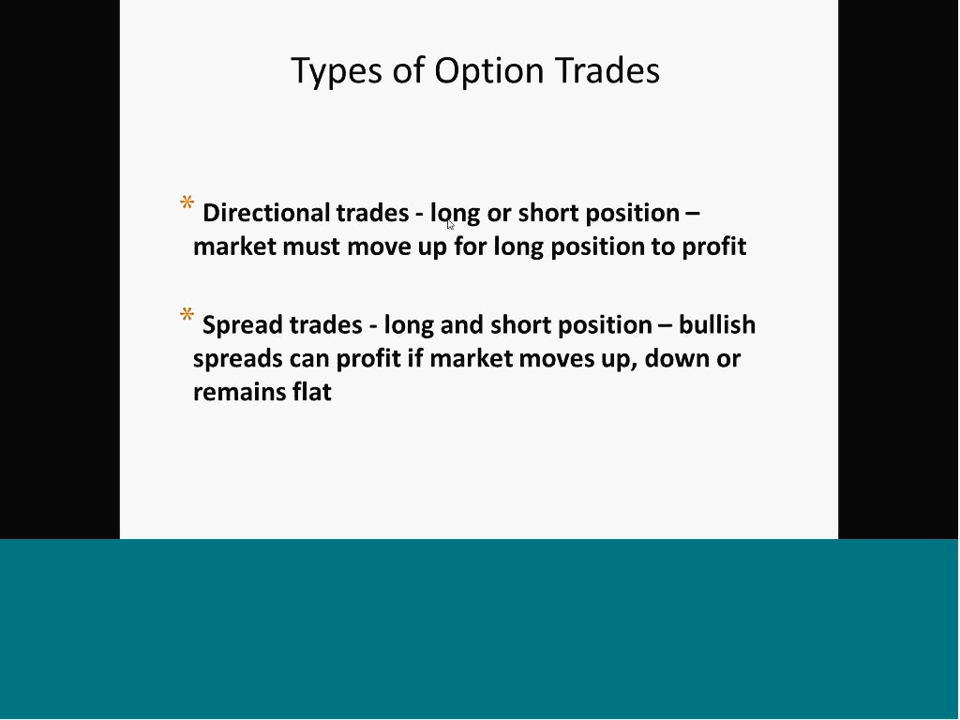 Types of Option Trades
* Directional trades - long or short position –
market must move up for long position to profit
* Spread trades - long and short position – bullish
spreads can profit if market moves up, down or
remains flat